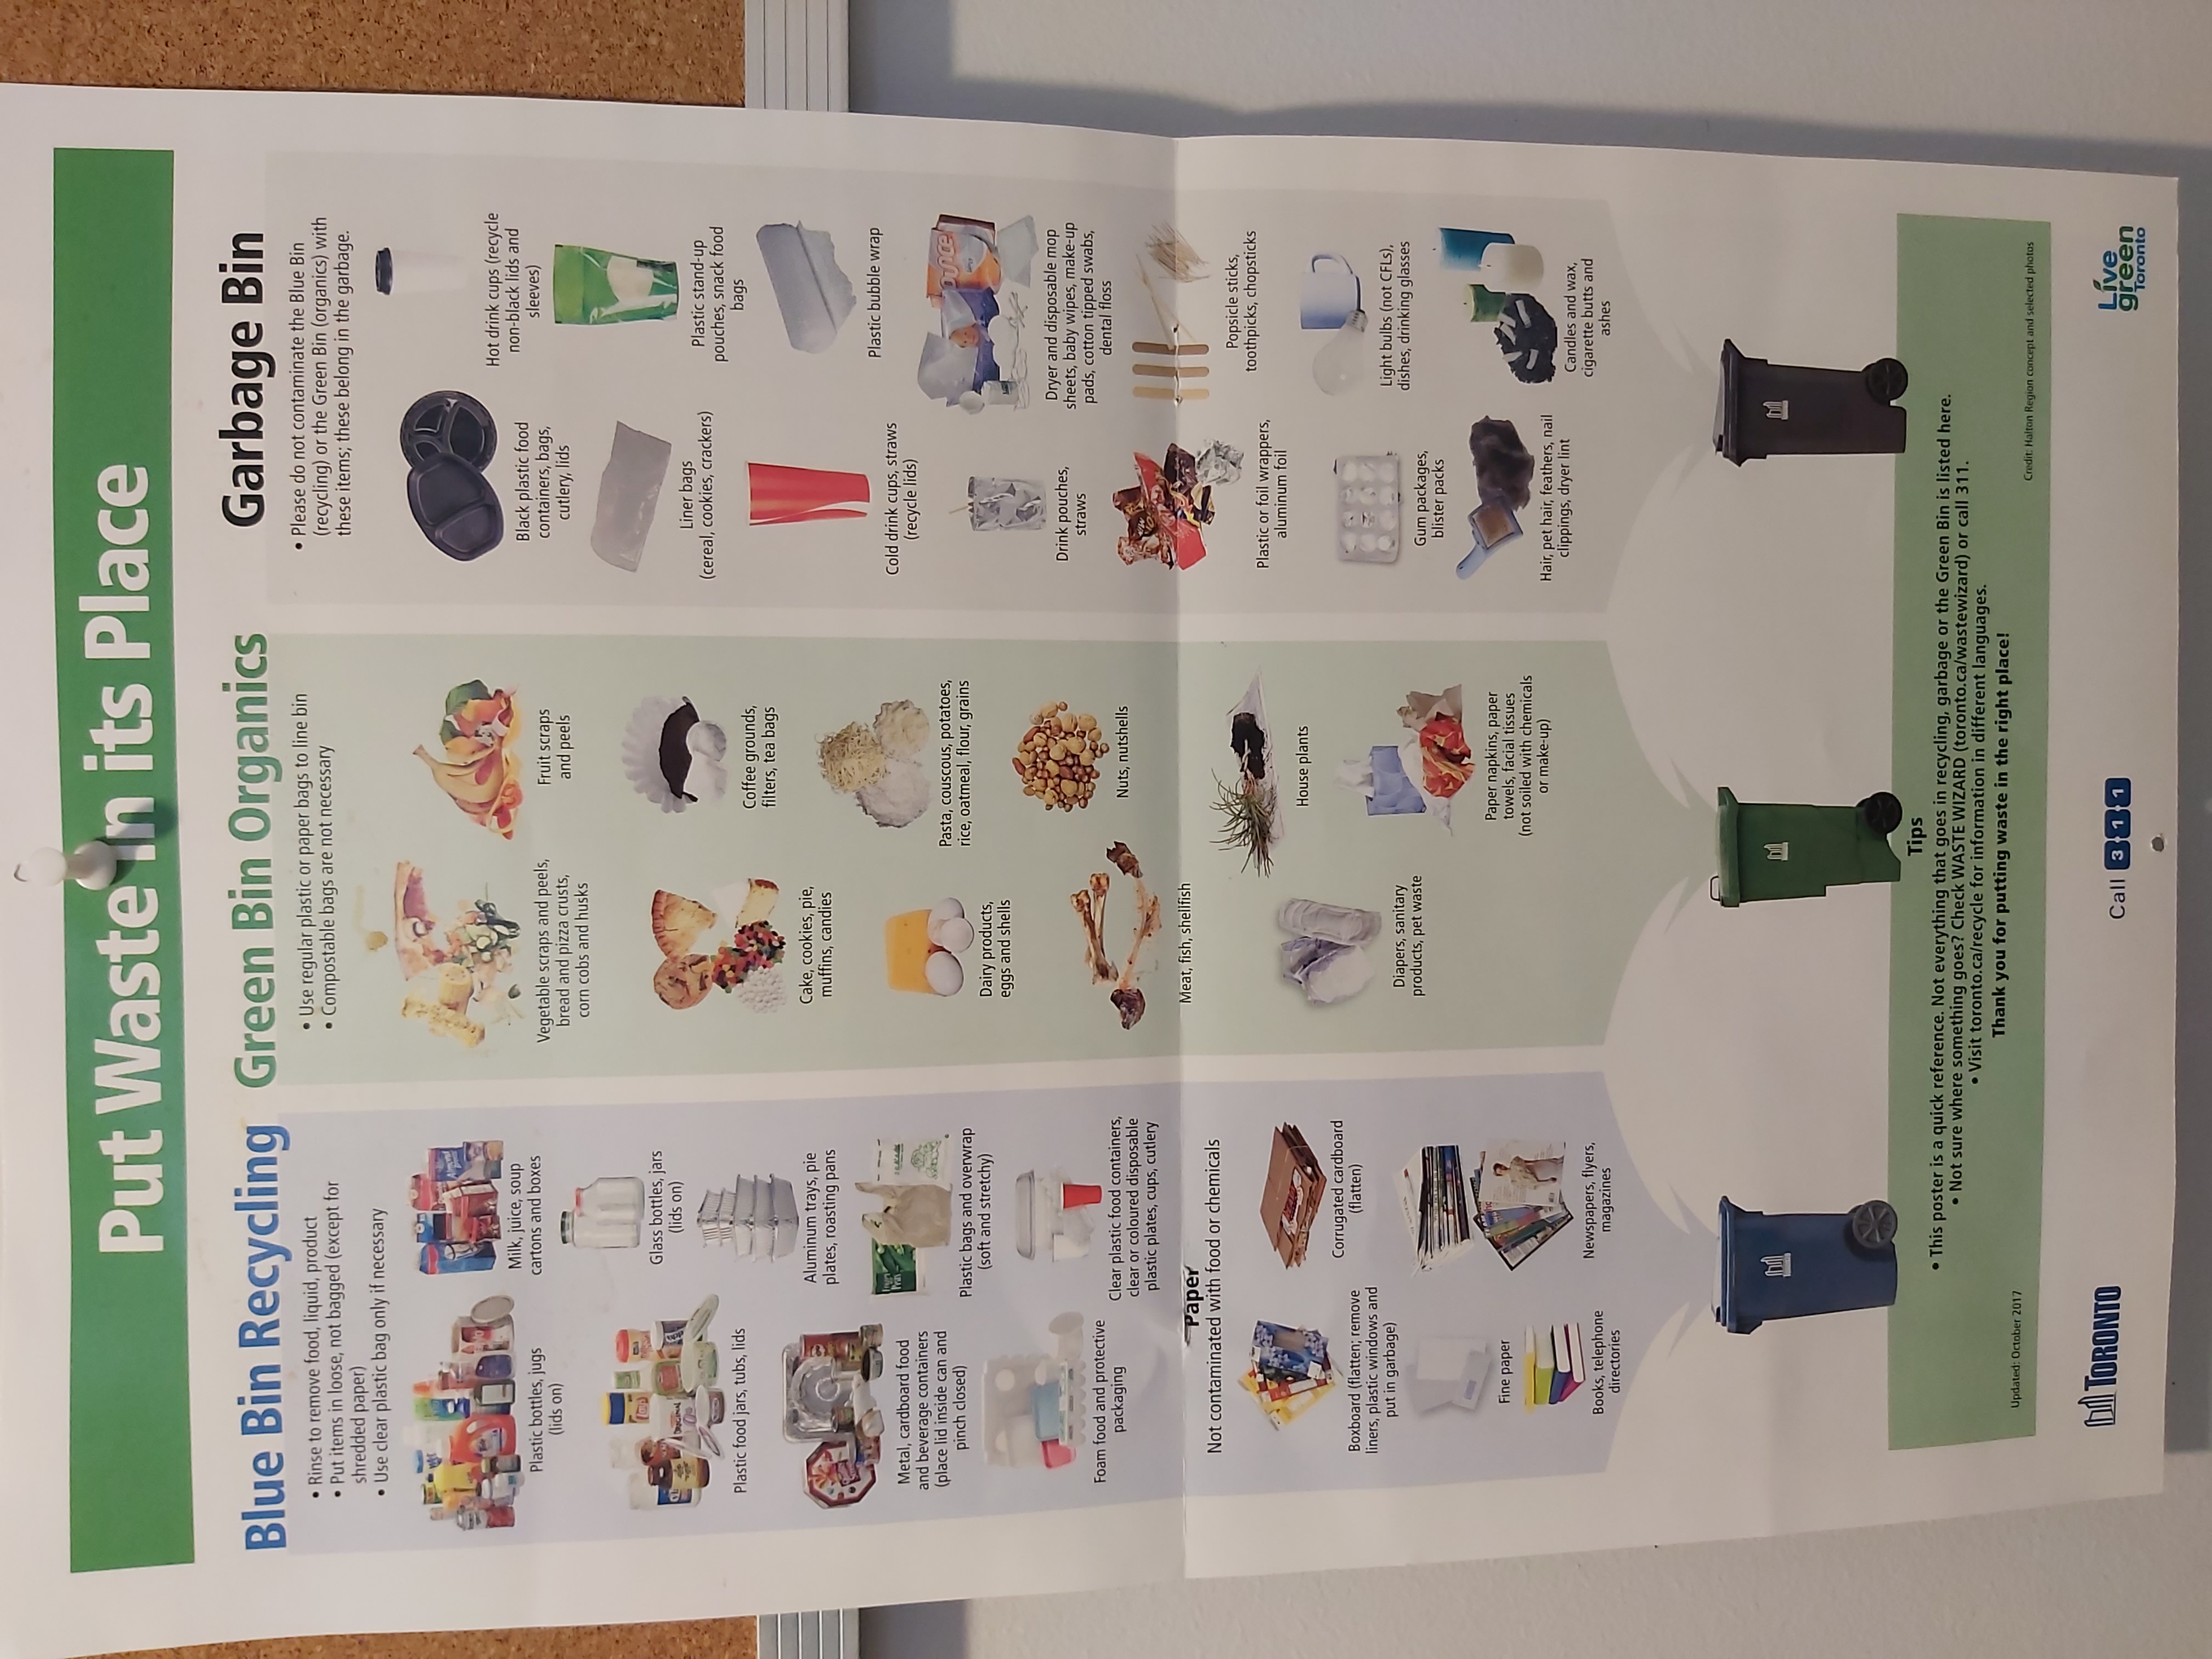 Put Waste in its Place
Blue Bin Recycling
• Rinse to remove food, liquid, product
• Put items in loose, not bagged (except for
shredded paper)
• Use clear plastic bag only if necessary
Plastic bottles, jugs
(lids on)
Milk, juice, soup
cartons and boxes
Glass bottles, jars
(lids on)
Plastic food jars, tubs, lids
Aluminum trays, pie
plates, roasting pans
Metal, cardboard food
and beverage containers
(place lid inside can and
pinch closed)
Plastic bags and overwrap
(soft and stretchy)
Foam food and protective
packaging
Clear plastic food containers,
clear or coloured disposable
plastic plates, cups, cutlery
Paper
Not contaminated with food or chemicals
Boxboard (flatten; remove
liners, plastic windows and
put in garbage)
Corrugated cardboard
(flatten)
Fine paper
Books, telephone
directories
Newspapers, flyers,
magazines
Green Bin Organics
• Use regular plastic or paper bags to line bin
• Compostable bags are not necessary
Vegetable scraps and peels,
bread and pizza crusts,
corn cobs and husks
Fruit scraps
and peels
Cake, cookies, pie,
muffins, candies
Coffee grounds,
filters, tea bags
Dairy products,
eggs and shells
Pasta, couscous, potatoes,
rice, oatmeal, flour, grains
Nuts, nutshells
Meat, fish, shellfish
House plants
Diapers, sanitary
products, pet waste
Paper napkins, paper
towels, facial tissues
(not soiled with chemicals
or make-up)
Garbage Bin
• Please do not contaminate the Blue Bin
(recycling) or the Green Bin (organics) with
these items; these belong in the garbage.
Black plastic food
containers, bags,
cutlery, lids
Hot drink cups (recycle
non-black lids and
sleeves)
Liner bags
(cereal, cookies, crackers)
Plastic stand-up
pouches, snack food
bags
Cold drink cups, straws
(recycle lids)
Plastic bubble wrap
Drink pouches,
straws
OUNCE
Dryer and disposable mop
sheets, baby wipes, make-up
pads, cotton tipped swabs,
dental floss
Plastic or foil wrappers,
aluminum foil
Popsicle sticks,
toothpicks, chopsticks
Gum packages,
blister packs
Light bulbs (not CFLs),
dishes, drinking glasses
Hair, pet hair, feathers, nail
clippings, dryer lint
Candles and wax,
cigarette butts and
ashes
Tips
• This poster is a quick reference. Not everything that goes in recycling, garbage or the Green Bin is listed here.
• Not sure where something goes? Check WASTE WIZARD (toronto.ca/wastewizard) or call 311.
• Visit toronto.ca/recycle for information in different languages.
Thank you for putting waste in the right place!
Updated: October 2017
Credit: Halton Region concept and selected photos
TORONTO
Call 3·1·1
Live
green
Toronto